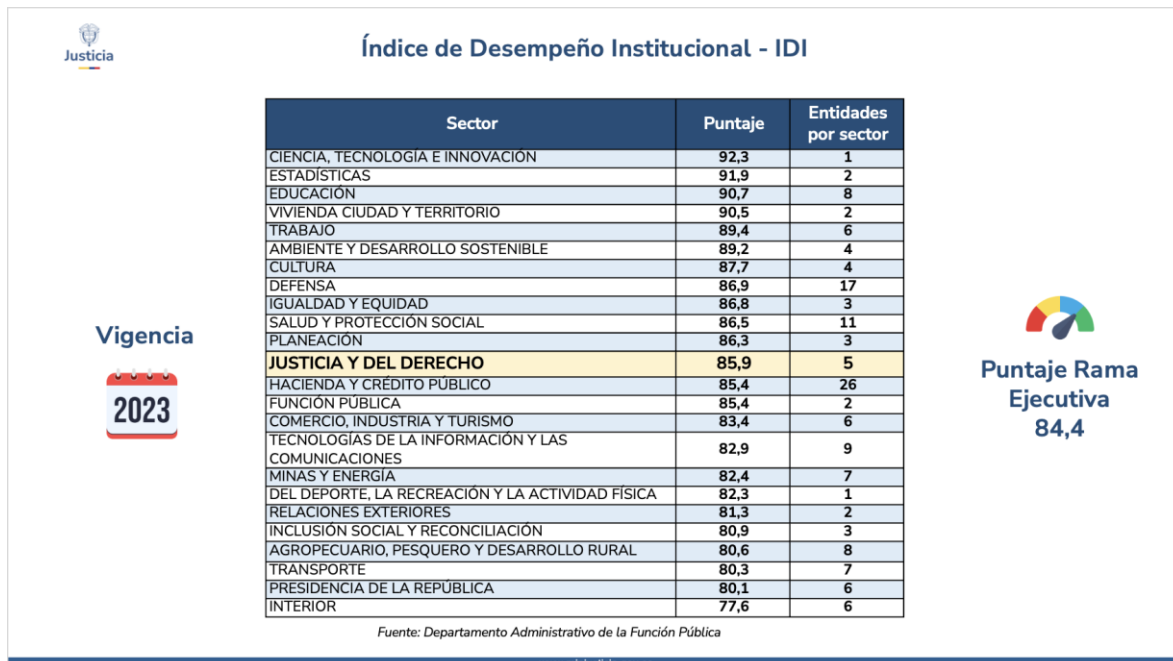 Justicia
Índice de Desempeño Institucional - IDI
Sector Puntaje Entidades por sector
CIENCIA, TECNOLOGÍA E INNOVACIÓN 92,3 1
ESTADÍSTICAS 91,9 2
EDUCACIÓN 90,7 8
VIVIENDA CIUDAD Y TERRITORIO 90,5 2
TRABAJO 89,4 6
AMBIENTE Y DESARROLLO SOSTENIBLE 89,2 4
CULTURA 87,7 4
DEFENSA 86,9 17
IGUALDAD Y EQUIDAD 86,8 3
SALUD Y PROTECCIÓN SOCIAL 86,5 11
PLANEACIÓN 86,3 3
JUSTICIA Y DEL DERECHO 85,9 5
HACIENDA Y CRÉDITO PÚBLICO 85,4 26
FUNCIÓN PÚBLICA 85,4 2
COMERCIO, INDUSTRIA Y TURISMO 83,4 6
TECNOLOGÍAS DE LA INFORMACIÓN Y LAS
COMUNICACIONES 82,9 9
MINAS Y ENERGÍA 82,4 7
DEL DEPORTE, LA RECREACIÓN Y LA ACTIVIDAD FÍSICA 82,3 1
RELACIONES EXTERIORES 81,3 2
INCLUSIÓN SOCIAL Y RECONCILIACIÓN 80,9 3
AGROPECUARIO, PESQUERO Y DESARROLLO RURAL 80,6 8
TRANSPORTE 80,3 7
PRESIDENCIA DE LA REPÚBLICA 80,1 6
INTERIOR 77,6 6
Vigencia
2023
Puntaje Rama
Ejecutiva
84,4
Fuente: Departamento Administrativo de la Función Pública